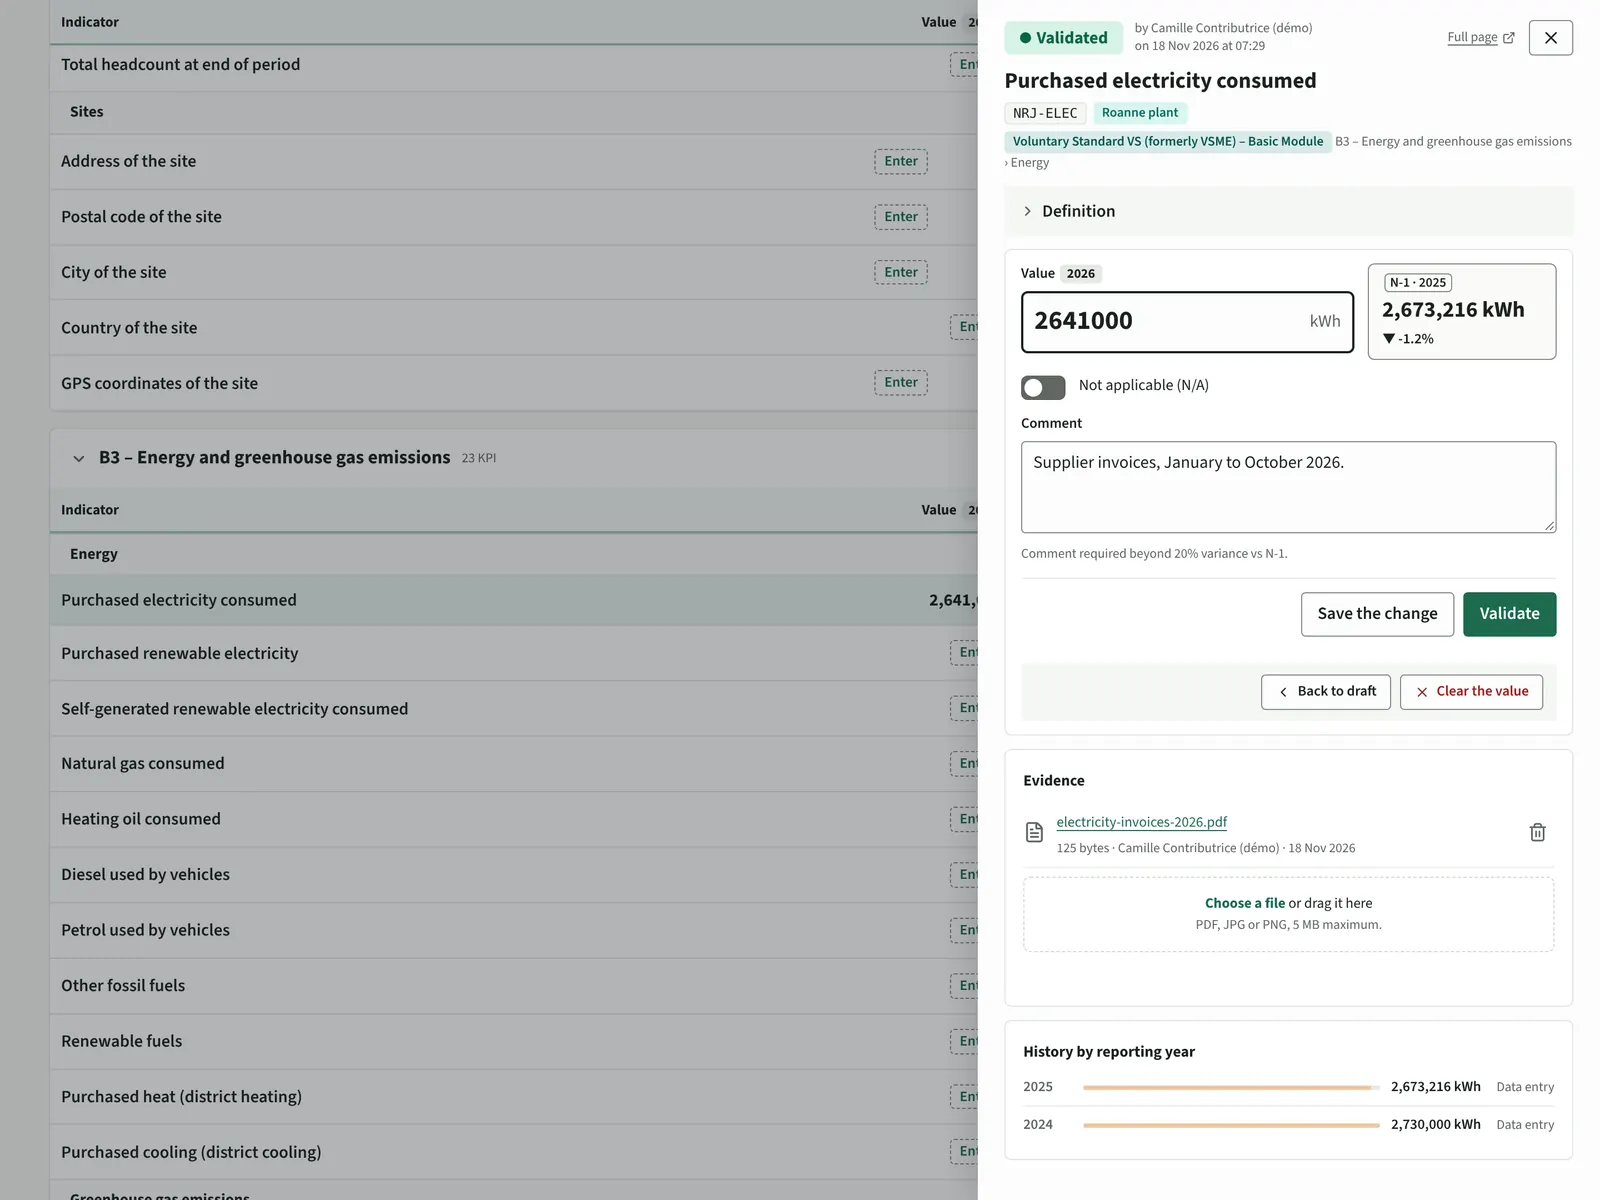 Indicator Value
Total headcount at end of period
Sites
Address of the site Enter
Postal code of the site Enter
City of the site Enter
Country of the site
GPS coordinates of the site Enter
B3 – Energy and greenhouse gas emissions 23 KPI
Indicator Value
Energy
Purchased electricity consumed 2,641,
Purchased renewable electricity
Self-generated renewable electricity consumed
Natural gas consumed
Heating oil consumed
Diesel used by vehicles
Petrol used by vehicles
Other fossil fuels
Renewable fuels
Purchased heat (district heating)
Purchased cooling (district cooling)
Greenhouse gas emissions
Validated
by Camille Contributrice (démo)
on 18 Nov 2026 at 07:29
Full page
Purchased electricity consumed
NRJ-ELEC Roanne plant
Voluntary Standard VS (formerly VSME) – Basic Module B3 – Energy and greenhouse gas emissions
› Energy
Definition
Value 2026
2641000 kWh
N-1 · 2025
2,673,216 kWh
▼ -1.2%
Not applicable (N/A)
Comment
Supplier invoices, January to October 2026.
Comment required beyond 20% variance vs N-1.
Save the change Validate
Back to draft Clear the value
Evidence
electricity-invoices-2026.pdf
125 bytes · Camille Contributrice (démo) · 18 Nov 2026
Choose a file or drag it here
PDF, JPG or PNG, 5 MB maximum.
History by reporting year
2025 2,673,216 kWh Data entry
2024 2,730,000 kWh Data entry